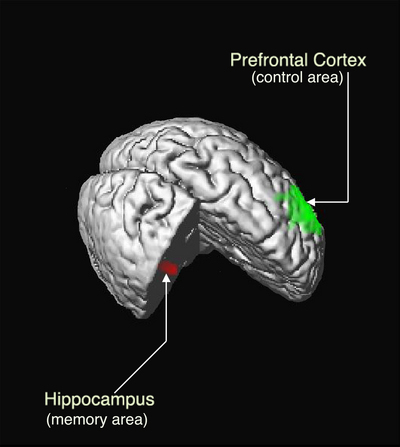 Prefrontal Cortex
(control area)
Hippocampus
(memory area)